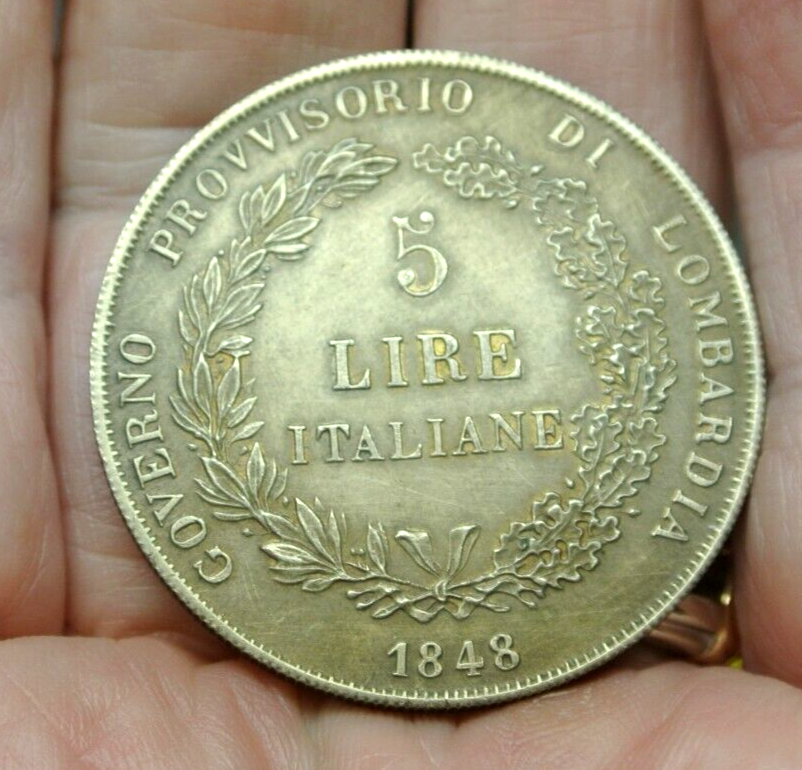 GOVERNO PROVVISORIO DI LOMBARDIA
5
LIRE
ITALIANE
1848